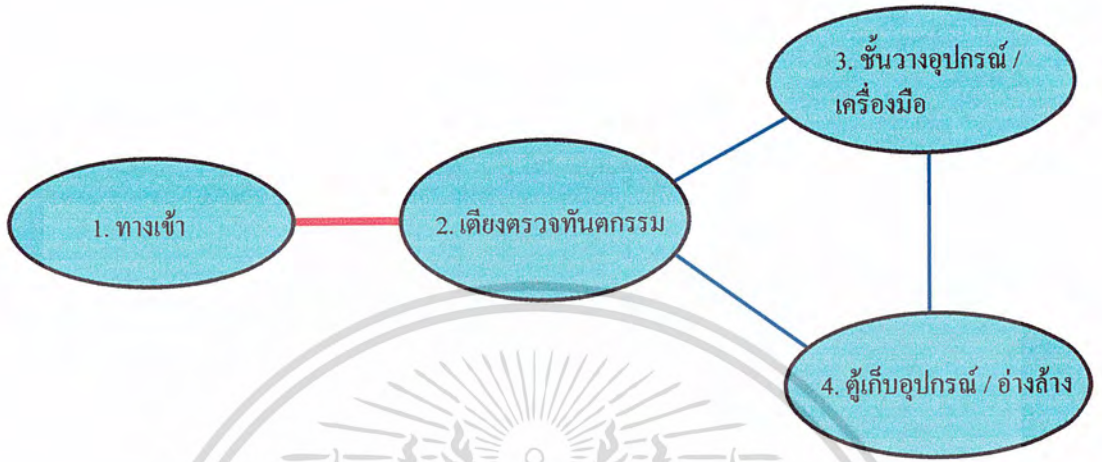 1. ทางเข้า
2. เตียงตรวจทันตกรรม
3. ชั้นวางอุปกรณ์ /
เครื่องมือ
4. ตู้เก็บอุปกรณ์ / อ่างล้าง